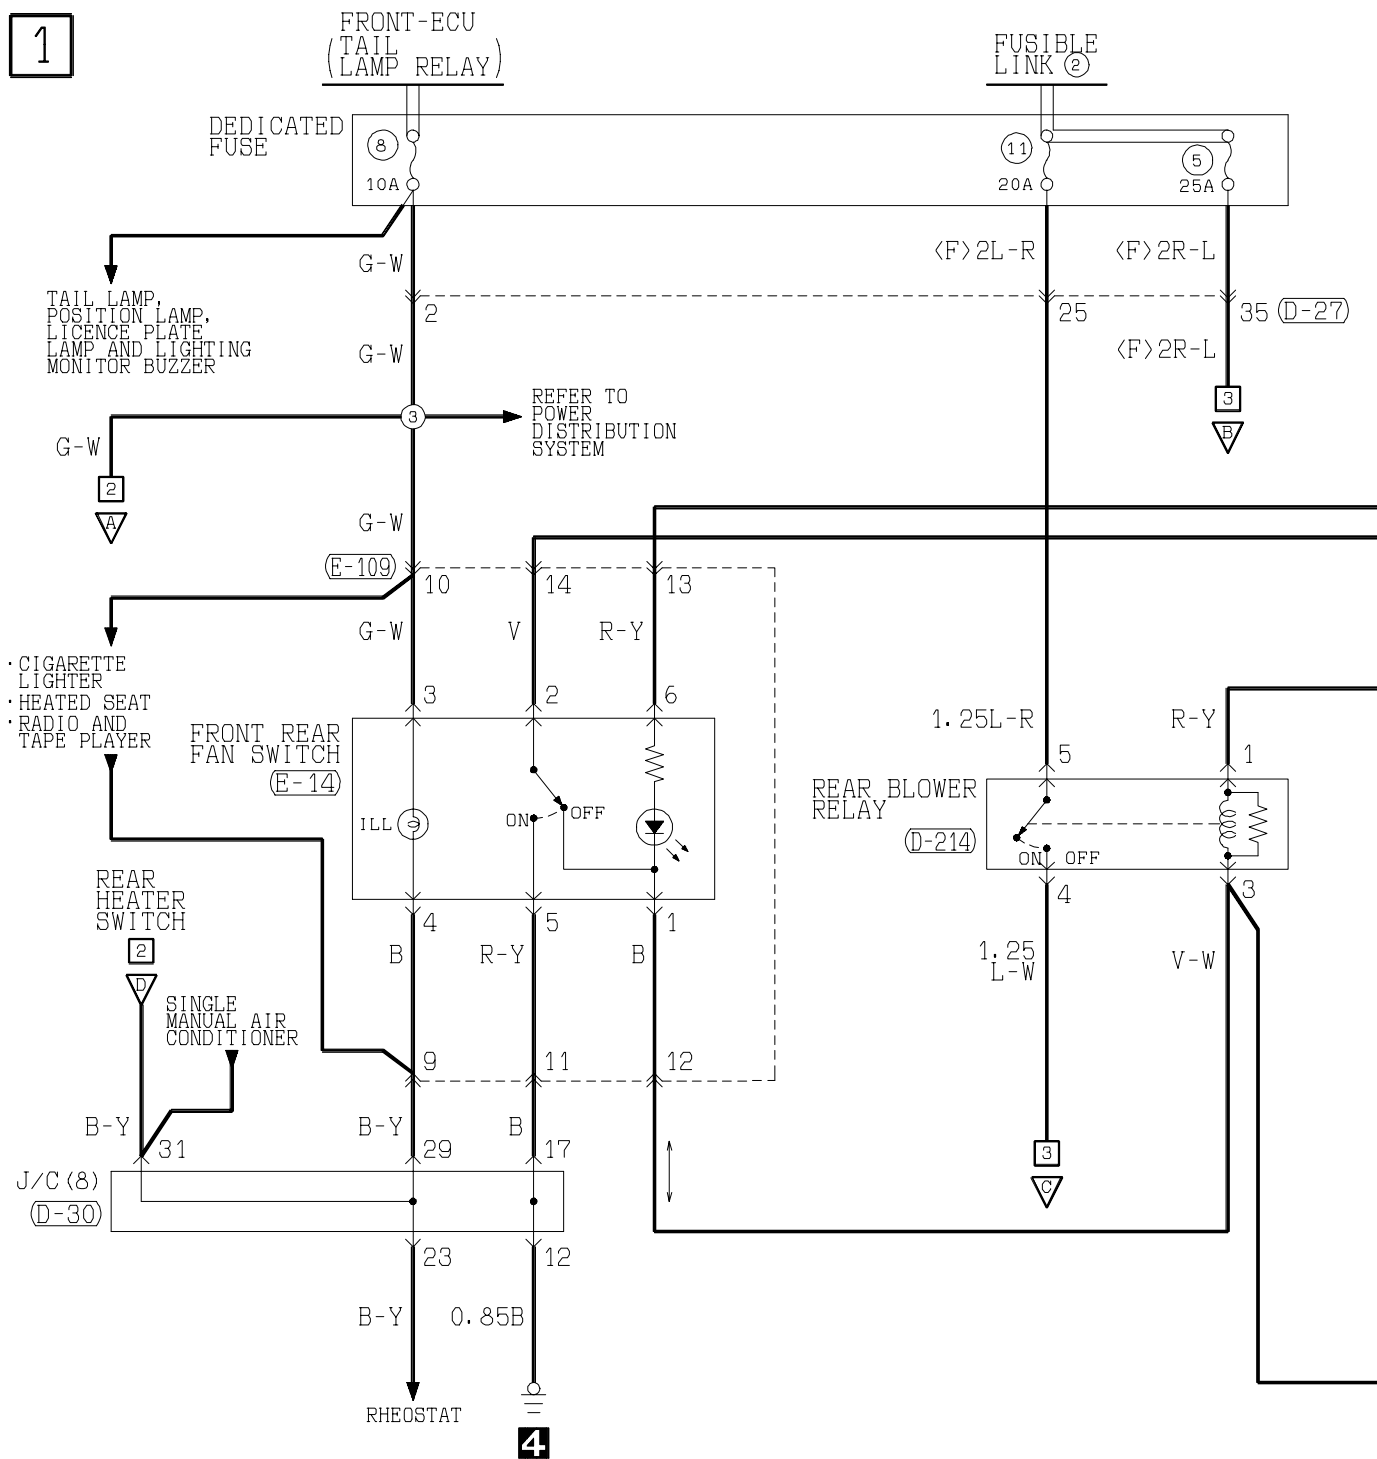 1
FRONT-ECU
(TAIL
LAMP RELAY)
FUSIBLE
LINK ②
DEDICATED
FUSE
8
10A
11
20A
5
25A
G-W
<F>2L-R
<F>2R-L
TAIL LAMP,
POSITION LAMP,
LICENCE PLATE
LAMP AND LIGHTING
MONITOR BUZZER
2
25
35
(D-27)
G-W
<F>2R-L
3
REFER TO
POWER
DISTRIBUTION
SYSTEM
3
B
G-W
2
A
G-W
(E-109)
10
14
13
G-W
V
R-Y
·CIGARETTE
LIGHTER
·HEATED SEAT
·RADIO AND
TAPE PLAYER
3
2
6
FRONT REAR
FAN SWITCH
(E-14)
ILL
ON
OFF
1.25L-R
R-Y
5
1
REAR BLOWER
RELAY
(D-214)
ON
OFF
4
3
REAR
HEATER
SWITCH
2
D
4
5
1
B
R-Y
B
1.25
L-W
V-W
SINGLE
MANUAL AIR
CONDITIONER
9
11
12
B-Y
B-Y
B
31
29
17
3
C
J/C(8)
(D-30)
23
12
B-Y
0.85B
RHEOSTAT
4